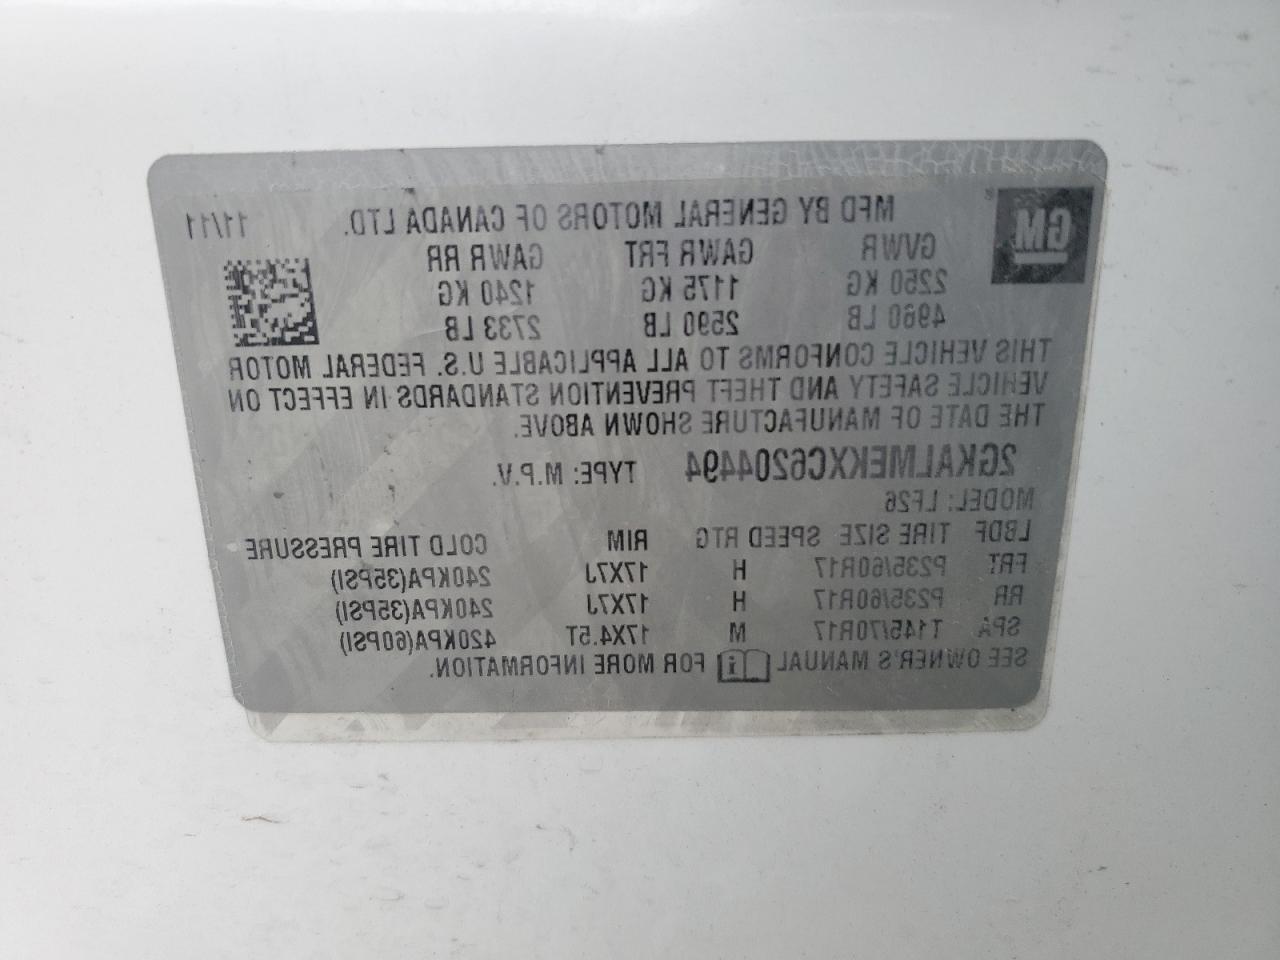 GM ®
MFD BY GENERAL MOTORS OF CANADA LTD. 11/11
GVWR GAWR FRT GAWR RR
2250 KG 1175 KG 1240 KG
4960 LB 2590 LB 2733 LB
THIS VEHICLE CONFORMS TO ALL APPLICABLE U.S. FEDERAL MOTOR
VEHICLE SAFETY AND THEFT PREVENTION STANDARDS IN EFFECT ON
THE DATE OF MANUFACTURE SHOWN ABOVE.
2GKALMEKXC6204494 TYPE: M.P.V.
MODEL: LF26
LBDF TIRE SIZE SPEED RTG RIM COLD TIRE PRESSURE
FRT P235/60R17 H 17X7J 240KPA(35PSI)
RR P235/60R17 H 17X7J 240KPA(35PSI)
SPA T145/70R17 M 17X4.5T 420KPA(60PSI)
SEE OWNER'S MANUAL i FOR MORE INFORMATION.